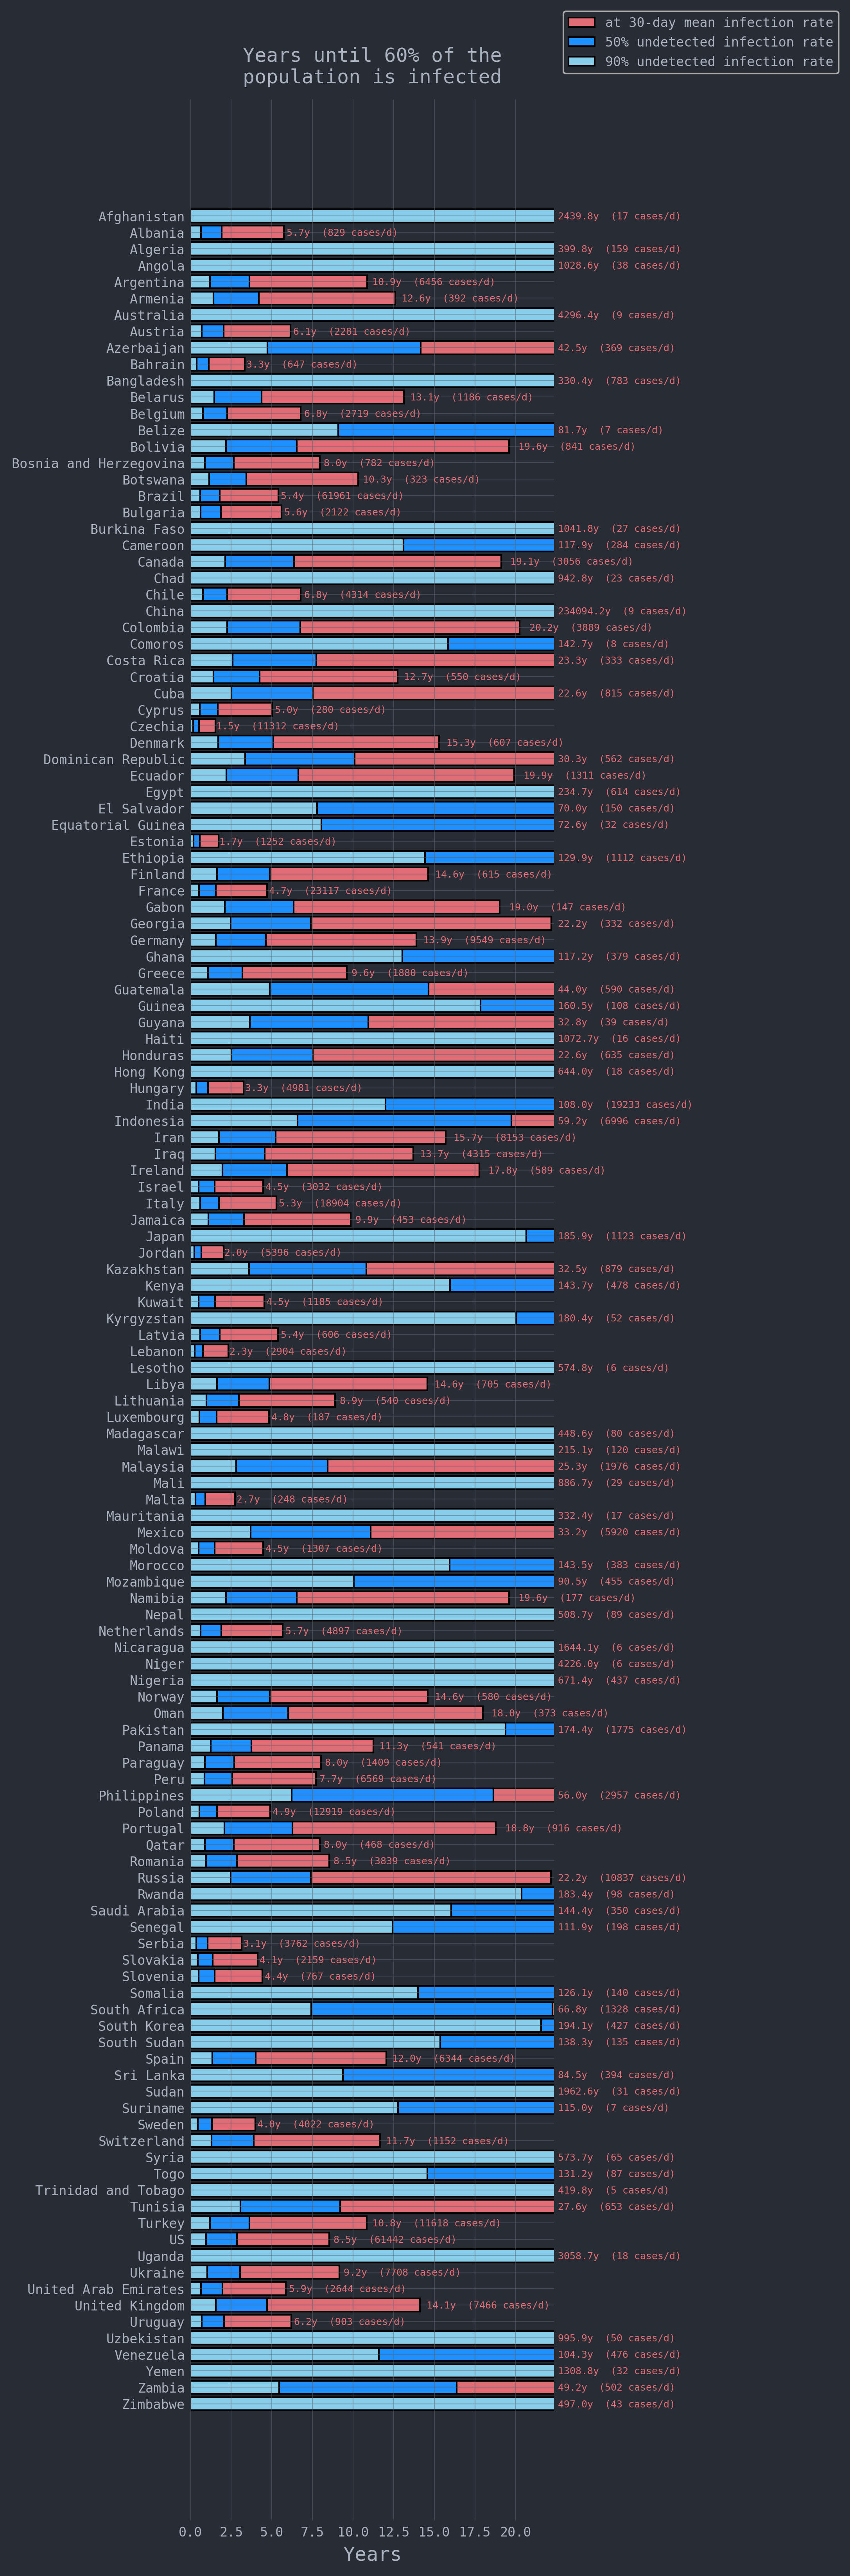 at 30-day mean infection rate
50% undetected infection rate
90% undetected infection rate
Years until 60% of the
population is infected
Afghanistan 2439.8y (17 cases/d)
Albania 5.7y (829 cases/d)
Algeria 399.8y (159 cases/d)
Angola 1028.6y (38 cases/d)
Argentina 10.9y (6456 cases/d)
Armenia 12.6y (392 cases/d)
Australia 4296.4y (9 cases/d)
Austria 6.1y (2281 cases/d)
Azerbaijan 42.5y (369 cases/d)
Bahrain 3.3y (647 cases/d)
Bangladesh 330.4y (783 cases/d)
Belarus 13.1y (1186 cases/d)
Belgium 6.8y (2719 cases/d)
Belize 81.7y (7 cases/d)
Bolivia 19.6y (841 cases/d)
Bosnia and Herzegovina 8.0y (782 cases/d)
Botswana 10.3y (323 cases/d)
Brazil 5.4y (61961 cases/d)
Bulgaria 5.6y (2122 cases/d)
Burkina Faso 1041.8y (27 cases/d)
Cameroon 117.9y (284 cases/d)
Canada 19.1y (3056 cases/d)
Chad 942.8y (23 cases/d)
Chile 6.8y (4314 cases/d)
China 234094.2y (9 cases/d)
Colombia 20.2y (3889 cases/d)
Comoros 142.7y (8 cases/d)
Costa Rica 23.3y (333 cases/d)
Croatia 12.7y (550 cases/d)
Cuba 22.6y (815 cases/d)
Cyprus 5.0y (280 cases/d)
Czechia 1.5y (11312 cases/d)
Denmark 15.3y (607 cases/d)
Dominican Republic 30.3y (562 cases/d)
Ecuador 19.9y (1311 cases/d)
Egypt 234.7y (614 cases/d)
El Salvador 70.0y (150 cases/d)
Equatorial Guinea 72.6y (32 cases/d)
Estonia 1.7y (1252 cases/d)
Ethiopia 129.9y (1112 cases/d)
Finland 14.6y (615 cases/d)
France 4.7y (23117 cases/d)
Gabon 19.0y (147 cases/d)
Georgia 22.2y (332 cases/d)
Germany 13.9y (9549 cases/d)
Ghana 117.2y (379 cases/d)
Greece 9.6y (1880 cases/d)
Guatemala 44.0y (590 cases/d)
Guinea 160.5y (108 cases/d)
Guyana 32.8y (39 cases/d)
Haiti 1072.7y (16 cases/d)
Honduras 22.6y (635 cases/d)
Hong Kong 644.0y (18 cases/d)
Hungary 3.3y (4981 cases/d)
India 108.0y (19233 cases/d)
Indonesia 59.2y (6996 cases/d)
Iran 15.7y (8153 cases/d)
Iraq 13.7y (4315 cases/d)
Ireland 17.8y (589 cases/d)
Israel 4.5y (3032 cases/d)
Italy 5.3y (18904 cases/d)
Jamaica 9.9y (453 cases/d)
Japan 185.9y (1123 cases/d)
Jordan 2.0y (5396 cases/d)
Kazakhstan 32.5y (879 cases/d)
Kenya 143.7y (478 cases/d)
Kuwait 4.5y (1185 cases/d)
Kyrgyzstan 180.4y (52 cases/d)
Latvia 5.4y (606 cases/d)
Lebanon 2.3y (2904 cases/d)
Lesotho 574.8y (6 cases/d)
Libya 14.6y (705 cases/d)
Lithuania 8.9y (540 cases/d)
Luxembourg 4.8y (187 cases/d)
Madagascar 448.6y (80 cases/d)
Malawi 215.1y (120 cases/d)
Malaysia 25.3y (1976 cases/d)
Mali 886.7y (29 cases/d)
Malta 2.7y (248 cases/d)
Mauritania 332.4y (17 cases/d)
Mexico 33.2y (5920 cases/d)
Moldova 4.5y (1307 cases/d)
Morocco 143.5y (383 cases/d)
Mozambique 90.5y (455 cases/d)
Namibia 19.6y (177 cases/d)
Nepal 508.7y (89 cases/d)
Netherlands 5.7y (4897 cases/d)
Nicaragua 1644.1y (6 cases/d)
Niger 4226.0y (6 cases/d)
Nigeria 671.4y (437 cases/d)
Norway 14.6y (580 cases/d)
Oman 18.0y (373 cases/d)
Pakistan 174.4y (1775 cases/d)
Panama 11.3y (541 cases/d)
Paraguay 8.0y (1409 cases/d)
Peru 7.7y (6569 cases/d)
Philippines 56.0y (2957 cases/d)
Poland 4.9y (12919 cases/d)
Portugal 18.8y (916 cases/d)
Qatar 8.0y (468 cases/d)
Romania 8.5y (3839 cases/d)
Russia 22.2y (10837 cases/d)
Rwanda 183.4y (98 cases/d)
Saudi Arabia 144.4y (350 cases/d)
Senegal 111.9y (198 cases/d)
Serbia 3.1y (3762 cases/d)
Slovakia 4.1y (2159 cases/d)
Slovenia 4.4y (767 cases/d)
Somalia 126.1y (140 cases/d)
South Africa 66.8y (1328 cases/d)
South Korea 194.1y (427 cases/d)
South Sudan 138.3y (135 cases/d)
Spain 12.0y (6344 cases/d)
Sri Lanka 84.5y (394 cases/d)
Sudan 1962.6y (31 cases/d)
Suriname 115.0y (7 cases/d)
Sweden 4.0y (4022 cases/d)
Switzerland 11.7y (1152 cases/d)
Syria 573.7y (65 cases/d)
Togo 131.2y (87 cases/d)
Trinidad and Tobago 419.8y (5 cases/d)
Tunisia 27.6y (653 cases/d)
Turkey 10.8y (11618 cases/d)
US 8.5y (61442 cases/d)
Uganda 3058.7y (18 cases/d)
Ukraine 9.2y (7708 cases/d)
United Arab Emirates 5.9y (2644 cases/d)
United Kingdom 14.1y (7466 cases/d)
Uruguay 6.2y (903 cases/d)
Uzbekistan 995.9y (50 cases/d)
Venezuela 104.3y (476 cases/d)
Yemen 1308.8y (32 cases/d)
Zambia 49.2y (502 cases/d)
Zimbabwe 497.0y (43 cases/d)
0.0 2.5 5.0 7.5 10.0 12.5 15.0 17.5 20.0
Years